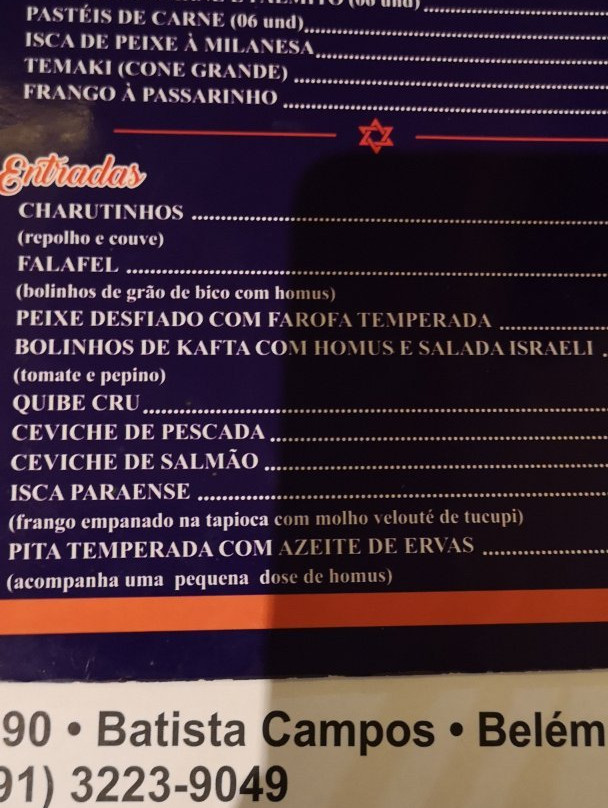 (06 und)
PASTÉIS DE CARNE (06 und)
ISCA DE PEIXE À MILANESA
TEMAKI (CONE GRANDE)
FRANGO À PASSARINHO
Entradas
CHARUTINHOS
(repolho e couve)
FALAFEL
(bolinhos de grão de bico com homus)
PEIXE DESFIADO COM FAROFA TEMPERADA
BOLINHOS DE KAFTA COM HOMUS E SALADA ISRAELI
(tomate e pepino)
QUIBE CRU
CEVICHE DE PESCADA
CEVICHE DE SALMÃO
ISCA PARAENSE
(frango empanado na tapioca com molho velouté de tucupi)
PITA TEMPERADA COM AZEITE DE ERVAS
(acompanha uma pequena dose de homus)
90 • Batista Campos • Belém
91) 3223-9049